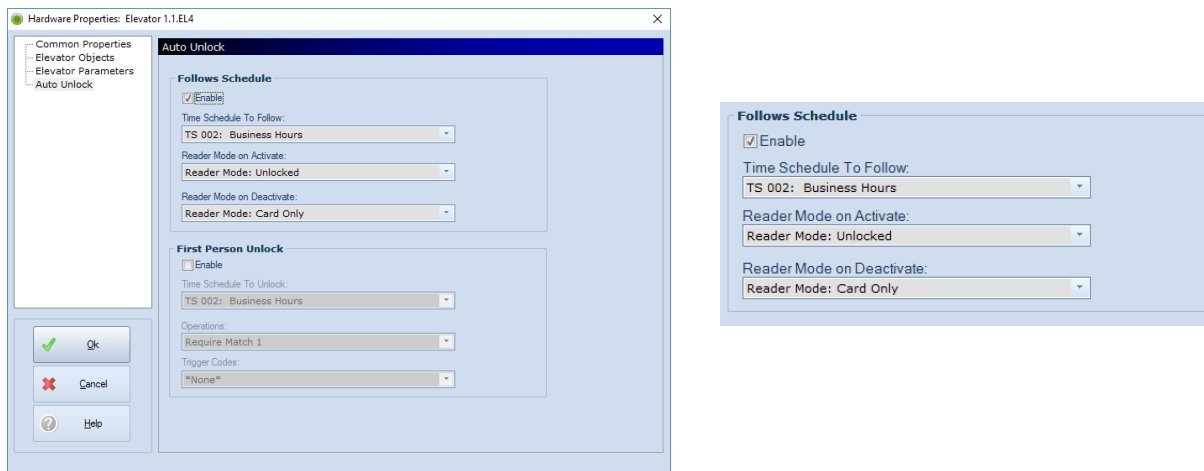 Hardware Properties: Elevator 1.1.EL4
Common Properties
Elevator Objects
Elevator Parameters
Auto Unlock
Ok
Cancel
Help
Auto Unlock
Follows Schedule
Enable
Time Schedule To Follow:
TS 002: Business Hours
Reader Mode on Activate:
Reader Mode: Unlocked
Reader Mode on Deactivate:
Reader Mode: Card Only
First Person Unlock
Enable
Time Schedule To Unlock:
TS 002: Business Hours
Operations:
Require Match 1
Trigger Codes:
*None*
Follows Schedule
Enable
Time Schedule To Follow:
TS 002: Business Hours
Reader Mode on Activate:
Reader Mode: Unlocked
Reader Mode on Deactivate:
Reader Mode: Card Only